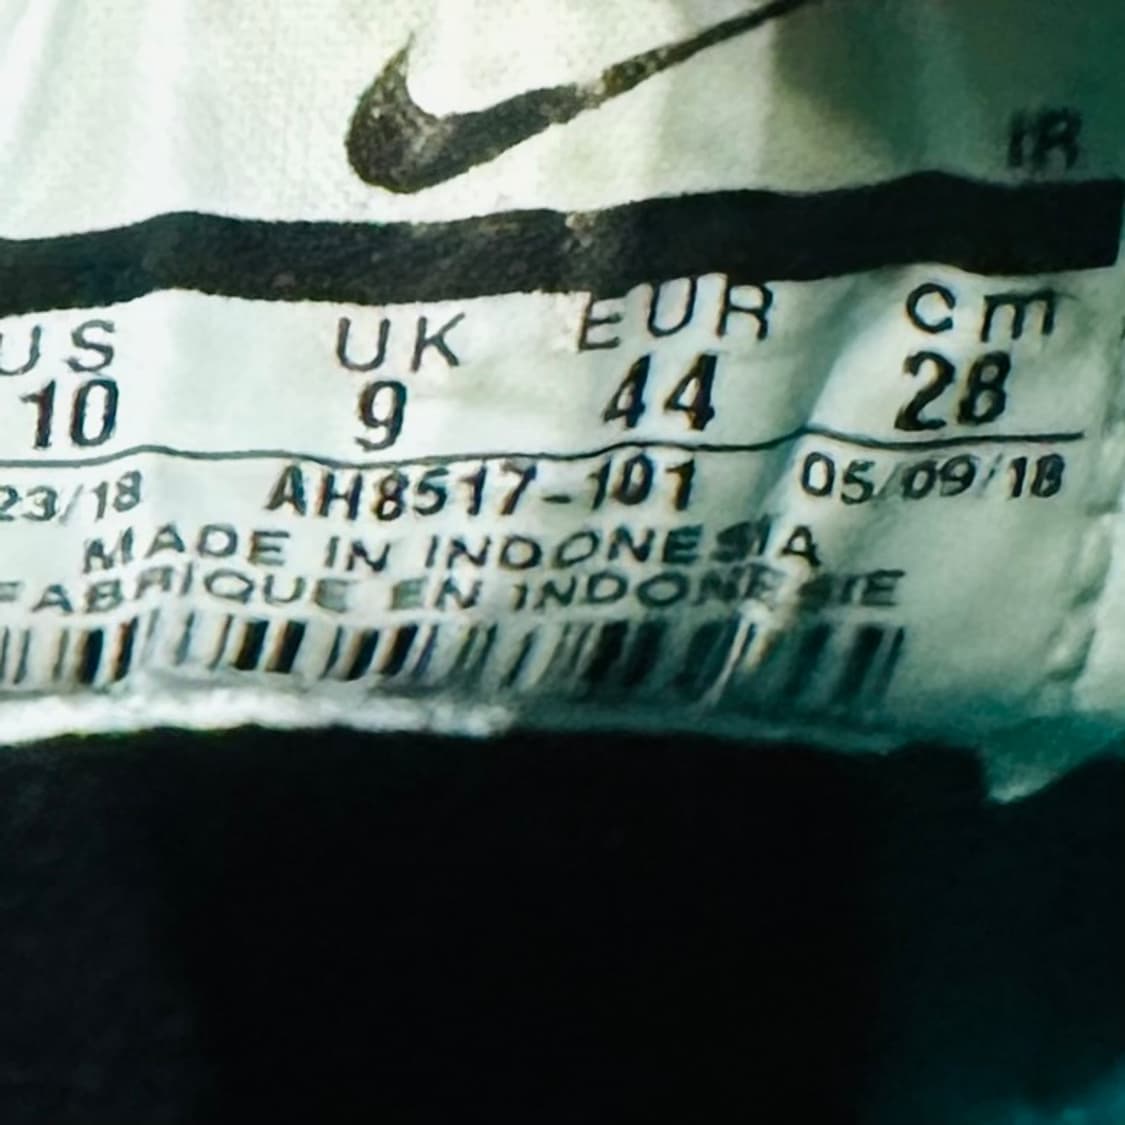 IR
US UK EUR cm
10 9 44 28
23/18 AH8517-101 05/09/18
MADE IN INDONESIA
FABRIQUE EN INDONESIE